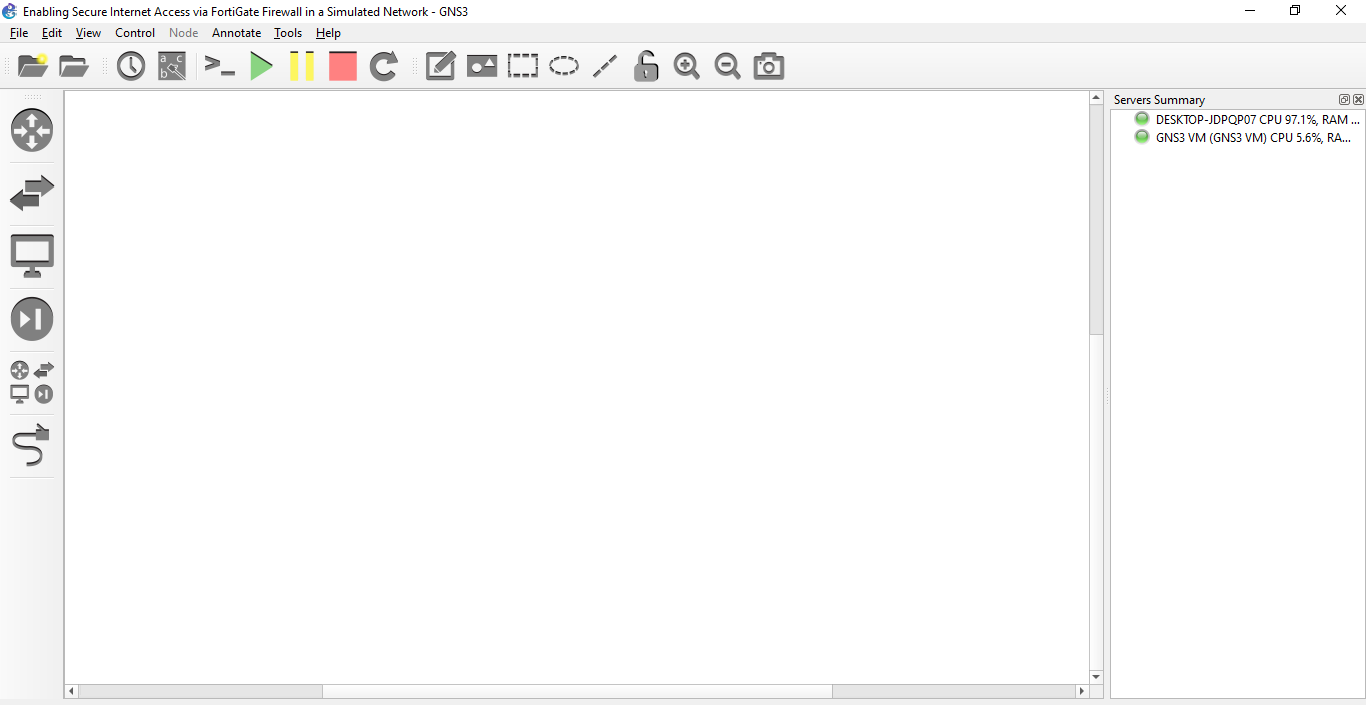 Enabling Secure Internet Access via FortiGate Firewall in a Simulated Network - GNS3
File Edit View Control Node Annotate Tools Help
a c
b
Servers Summary
DESKTOP-JDPQP07 CPU 97.1%, RAM ...
GNS3 VM (GNS3 VM) CPU 5.6%, RA...